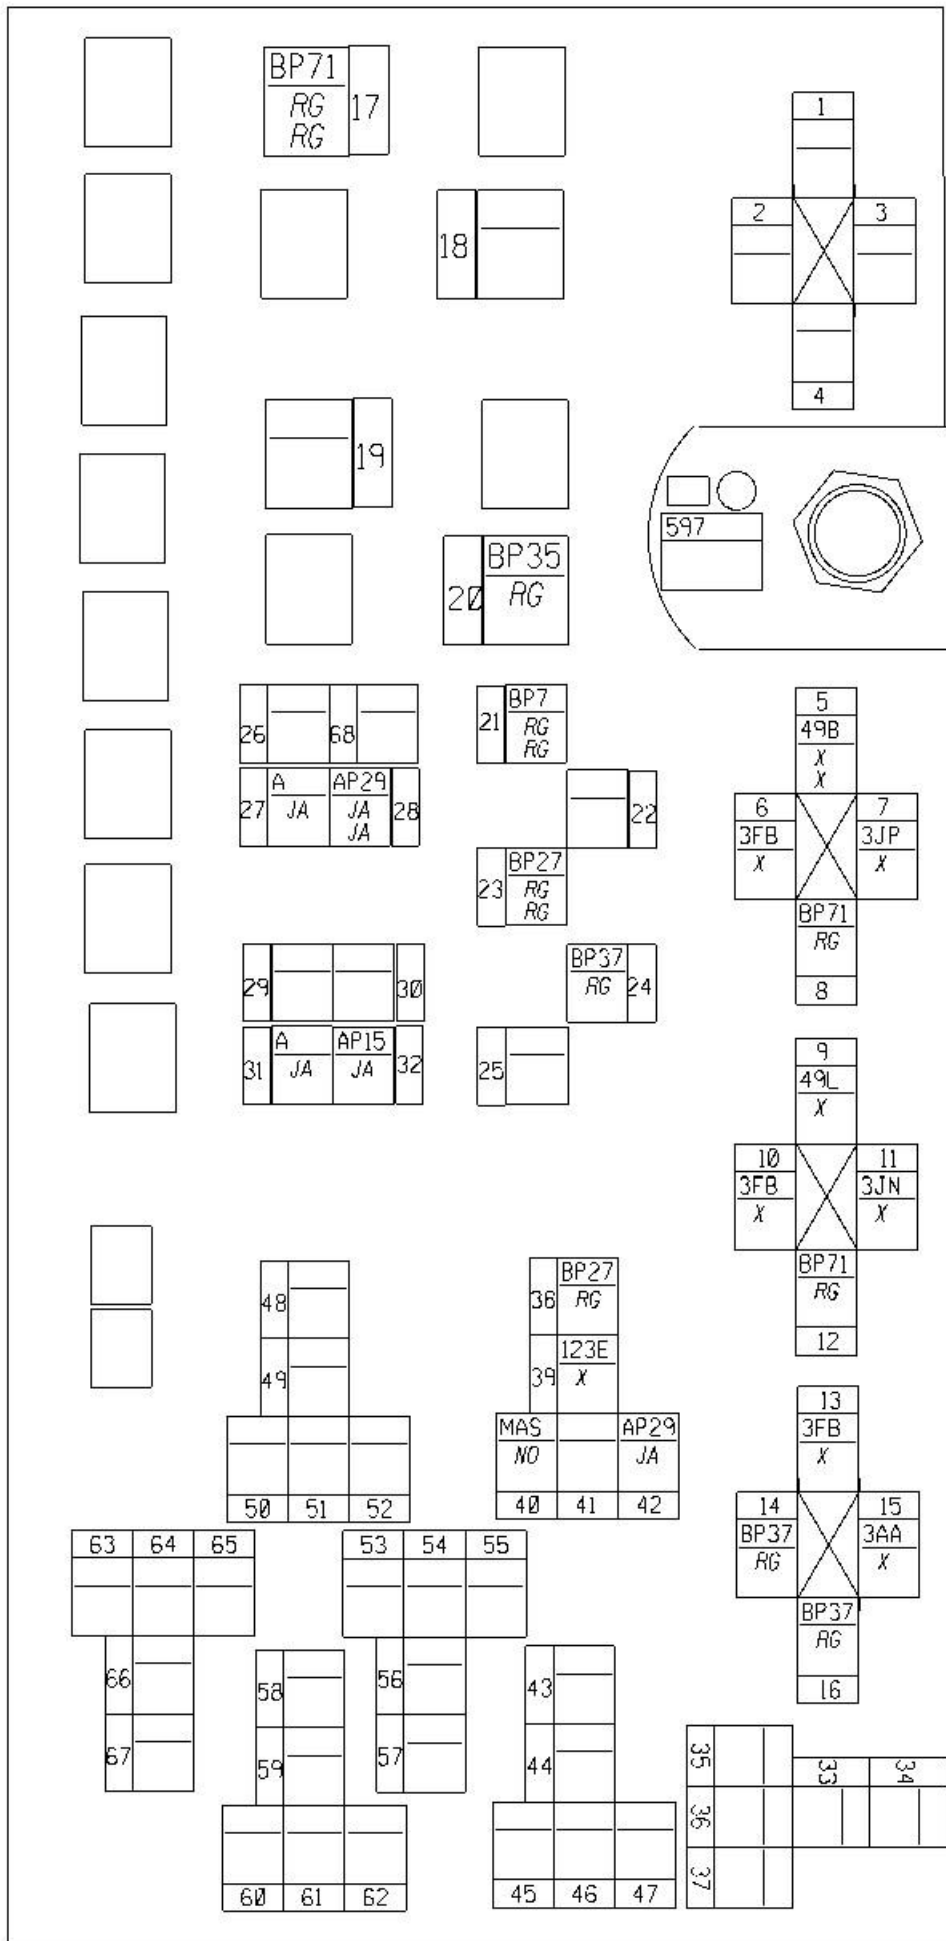 BP71
RG
RG
17
1
2
3
4
18
19
597
20
BP35
RG
26
68
21
BP7
RG
RG
27
A
JA
AP29
JA
JA
28
22
23
BP27
RG
RG
5
49B
X
X
6
3FB
X
7
3JP
X
BP71
RG
8
29
30
BP37
RG
24
31
A
JA
AP15
JA
32
25
9
49L
X
10
3FB
X
11
3JN
X
BP71
RG
12
48
49
50
51
52
36
BP27
RG
39
123E
X
MAS
NO
AP29
JA
40
41
42
13
3FB
X
14
BP37
RG
15
3AA
X
BP37
RG
16
63
64
65
66
67
53
54
55
56
57
58
59
60
61
62
43
44
45
46
47
35
36
37
33
34